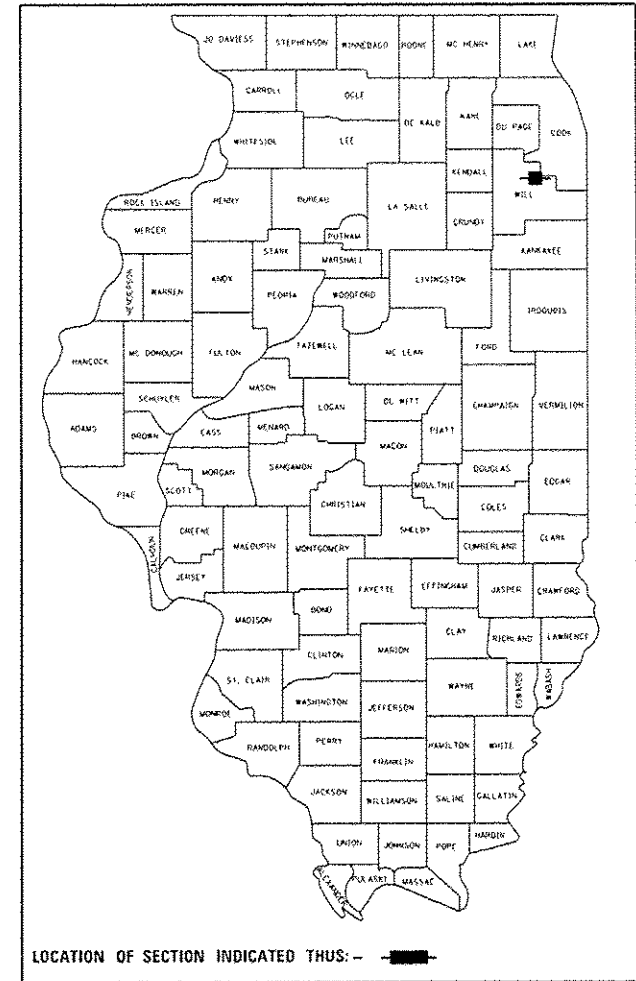 JO DAVIESS STEPHENSON WINNEBAGO BOONE MC HENRY LAKE
CARROLL OGLE DE KALB KANE DU PAGE COOK
WHITESIDE LEE
KENDALL WILL
ROCK ISLAND HENRY BUREAU LA SALLE GRUNDY
MERCER PUTNAM KANKAKEE
STARK MARSHALL
HENDERSON WARREN KNOX PEORIA WOODFORD LIVINGSTON IROQUOIS
HANCOCK MC DONOUGH FULTON TAZEWELL MC LEAN FORD
SCHUYLER MASON LOGAN DE WITT CHAMPAIGN VERMILION
ADAMS BROWN CASS MENARD MACON PIATT
PIKE SCOTT MORGAN SANGAMON CHRISTIAN MOULTRIE DOUGLAS EDGAR
COLES
CALHOUN GREENE MACOUPIN MONTGOMERY SHELBY CUMBERLAND CLARK
JERSEY
FAYETTE EFFINGHAM JASPER CRAWFORD
MADISON BOND
CLAY RICHLAND LAWRENCE
CLINTON MARION
ST. CLAIR WAYNE EDWARDS WABASH
WASHINGTON JEFFERSON
MONROE
RANDOLPH PERRY HAMILTON WHITE
FRANKLIN
JACKSON WILLIAMSON SALINE GALLATIN
UNION JOHNSON POPE HARDIN
ALEXANDER PULASKI MASSAC
LOCATION OF SECTION INDICATED THUS: -